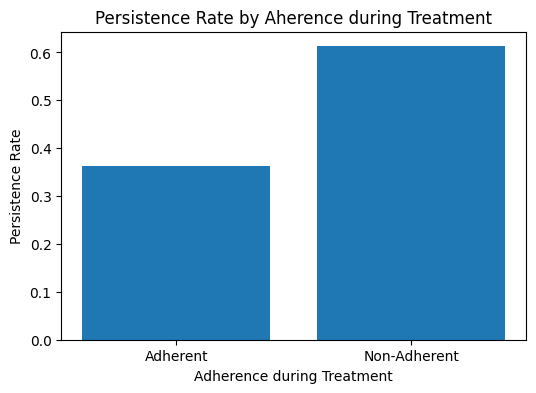 Persistence Rate by Aherence during Treatment
Persistence Rate
0.6
0.5
0.4
0.3
0.2
0.1
0.0
Adherent
Non-Adherent
Adherence during Treatment